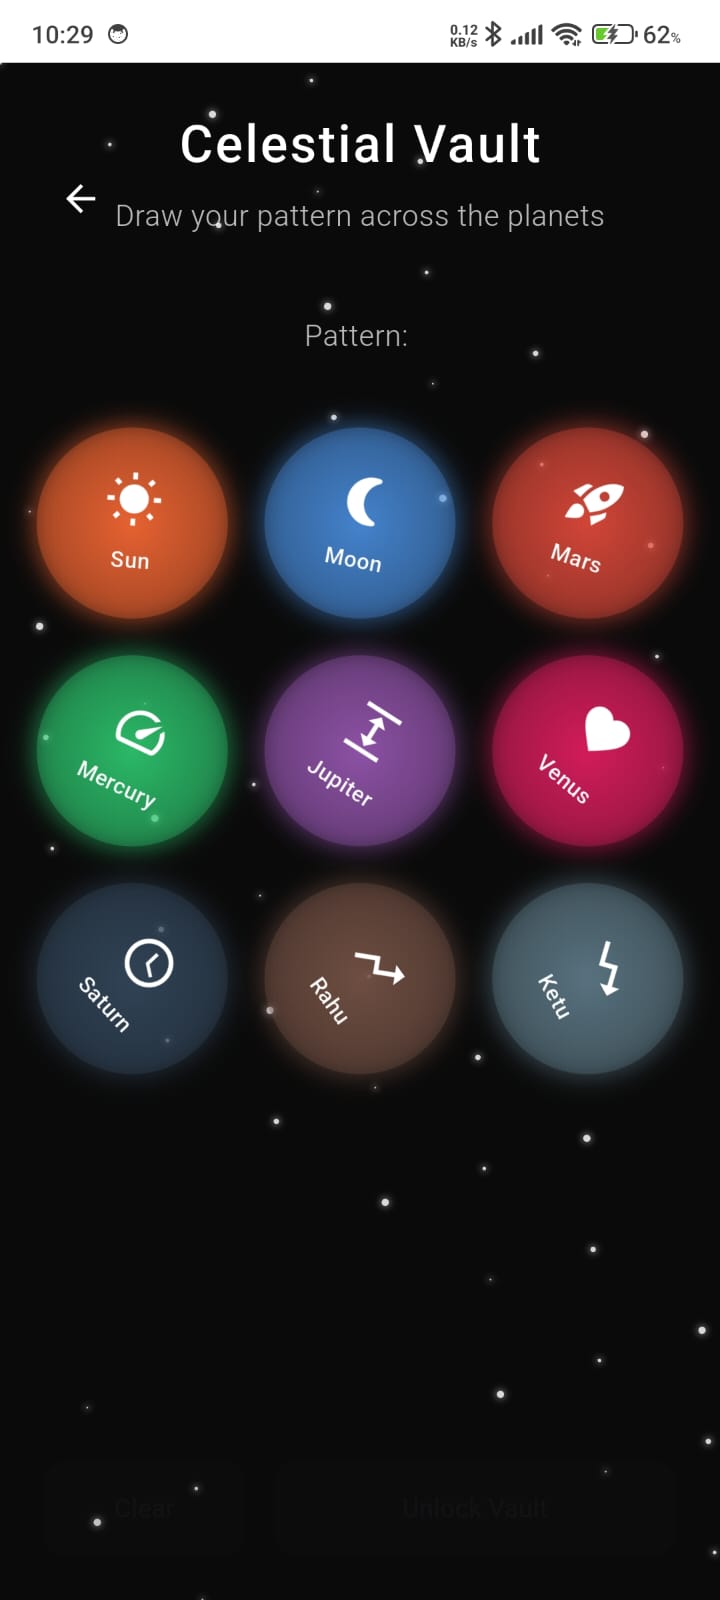 10:29
0.12 KB/s
62%
Celestial Vault
Draw your pattern across the planets
Pattern:
Sun
Moon
Mars
Mercury
Jupiter
Venus
Saturn
Rahu
Ketu
Clear
Unlock Vault